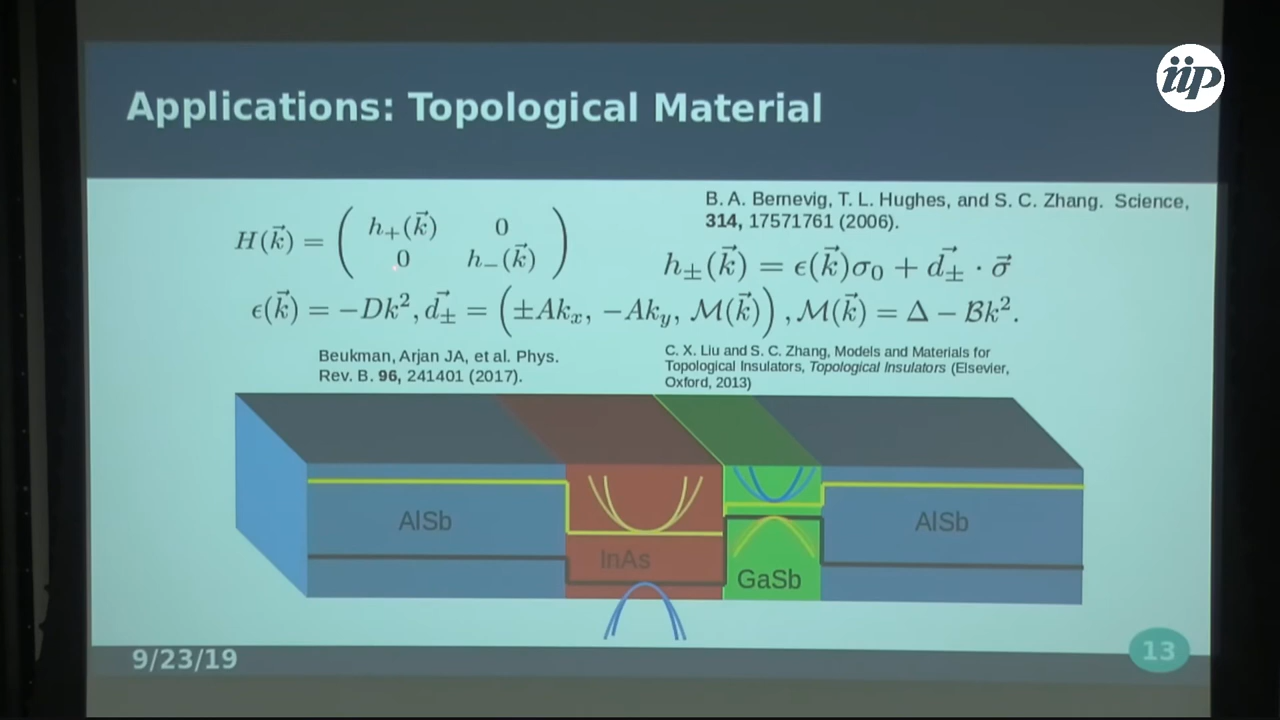 iip
Applications: Topological Material
B. A. Bernevig, T. L. Hughes, and S. C. Zhang. Science,
314, 17571761 (2006).
H(k⃗) = ( h₊(k⃗) 0
0 h₋(k⃗) )
h±(k⃗) = ϵ(k⃗)σ₀ + d⃗± · σ⃗
ϵ(k⃗) = −Dk², d⃗± = (±Akₓ, −Ak_y, ℳ(k⃗)), ℳ(k⃗) = Δ − ℬk².
Beukman, Arjan JA, et al. Phys.
Rev. B. 96, 241401 (2017).
C. X. Liu and S. C. Zhang, Models and Materials for
Topological Insulators, Topological Insulators (Elsevier,
Oxford, 2013)
AlSb
InAs
GaSb
AlSb
9/23/19
13